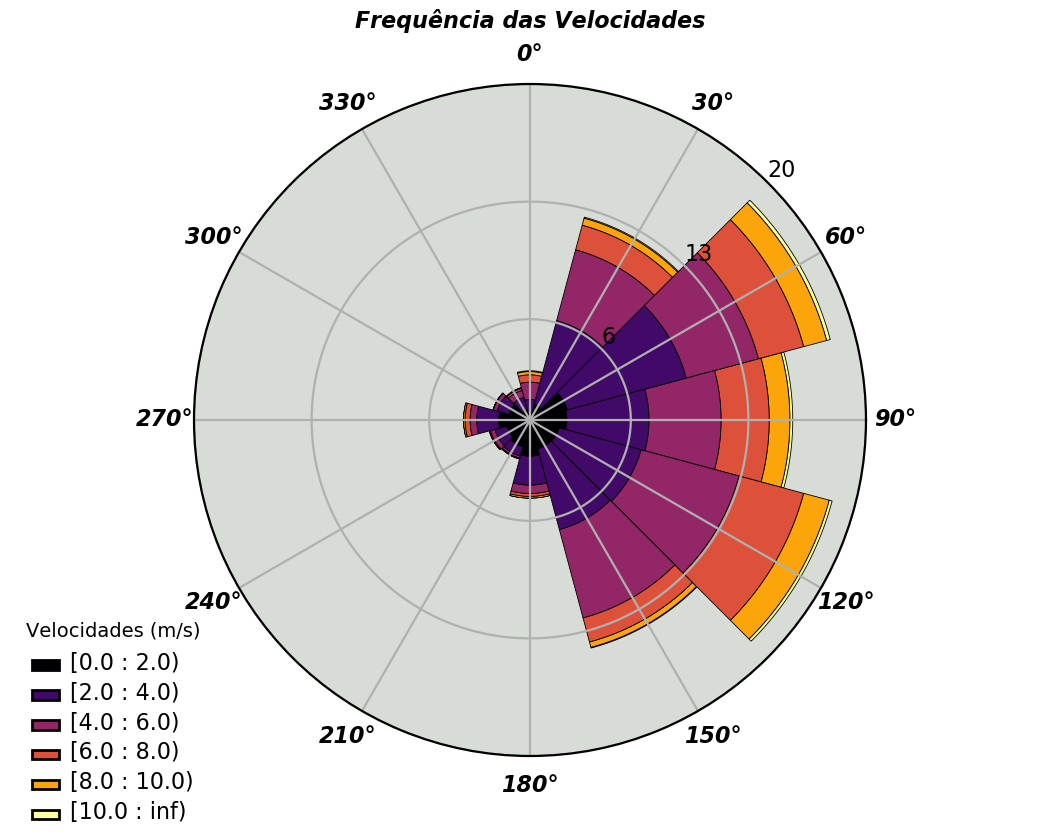 Frequência das Velocidades
0°
330°
30°
20
300°
60°
13
6
270°
90°
240°
120°
210°
150°
180°
Velocidades (m/s)
[0.0 : 2.0)
[2.0 : 4.0)
[4.0 : 6.0)
[6.0 : 8.0)
[8.0 : 10.0)
[10.0 : inf)